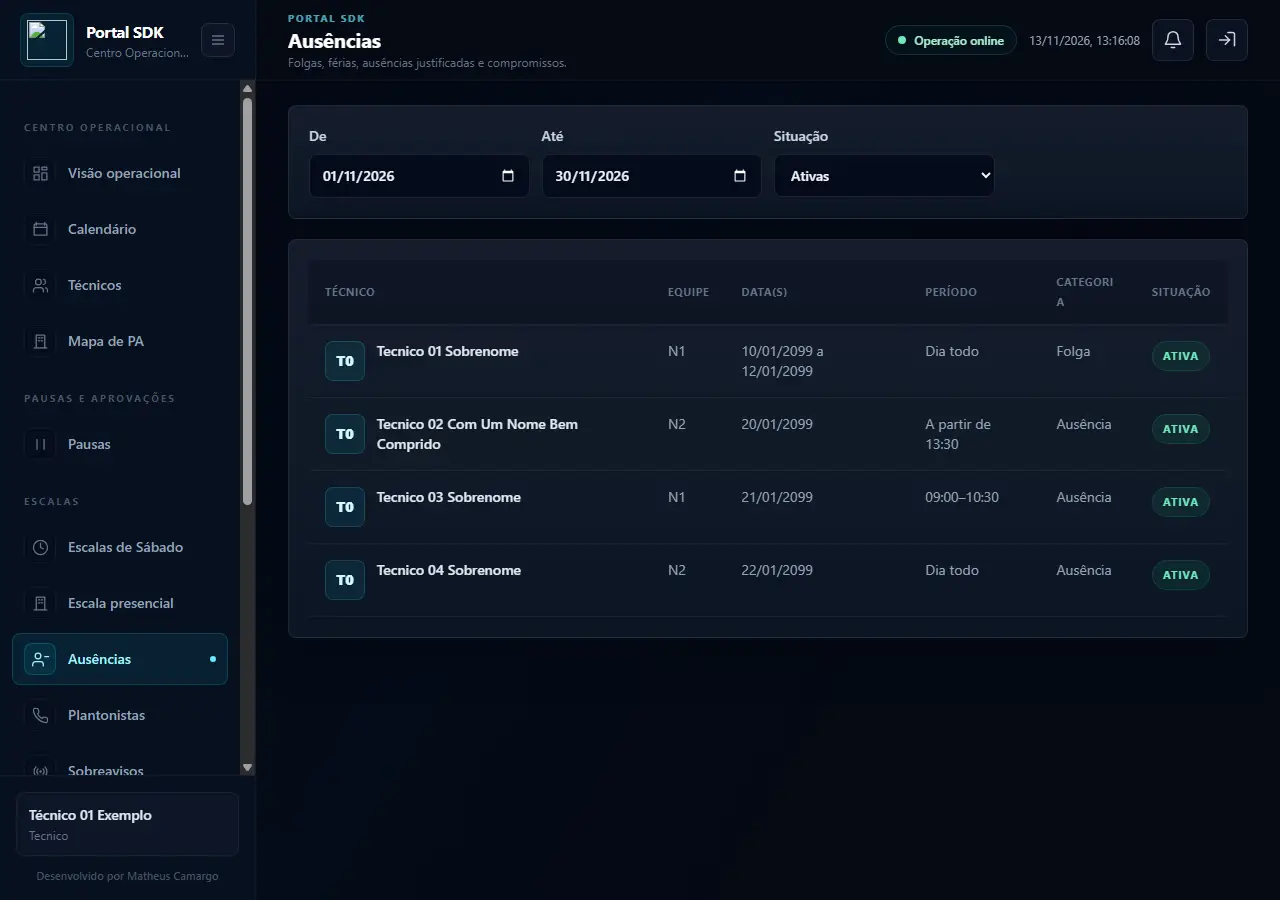 Portal SDK
Centro Operacion...
CENTRO OPERACIONAL
Visão operacional
Calendário
Técnicos
Mapa de PA
PAUSAS E APROVAÇÕES
Pausas
ESCALAS
Escalas de Sábado
Escala presencial
Ausências
Plantonistas
Sobreavisos
Técnico 01 Exemplo
Tecnico
Desenvolvido por Matheus Camargo
PORTAL SDK
Ausências
Folgas, férias, ausências justificadas e compromissos.
Operação online
13/11/2026, 13:16:08
De
Até
Situação
01/11/2026
30/11/2026
Ativas
TÉCNICO EQUIPE DATA(S) PERÍODO CATEGORI
A SITUAÇÃO
T0 Tecnico 01 Sobrenome N1 10/01/2099 a
12/01/2099 Dia todo Folga ATIVA
T0 Tecnico 02 Com Um Nome Bem
Comprido N2 20/01/2099 A partir de
13:30 Ausência ATIVA
T0 Tecnico 03 Sobrenome N1 21/01/2099 09:00–10:30 Ausência ATIVA
T0 Tecnico 04 Sobrenome N2 22/01/2099 Dia todo Ausência ATIVA